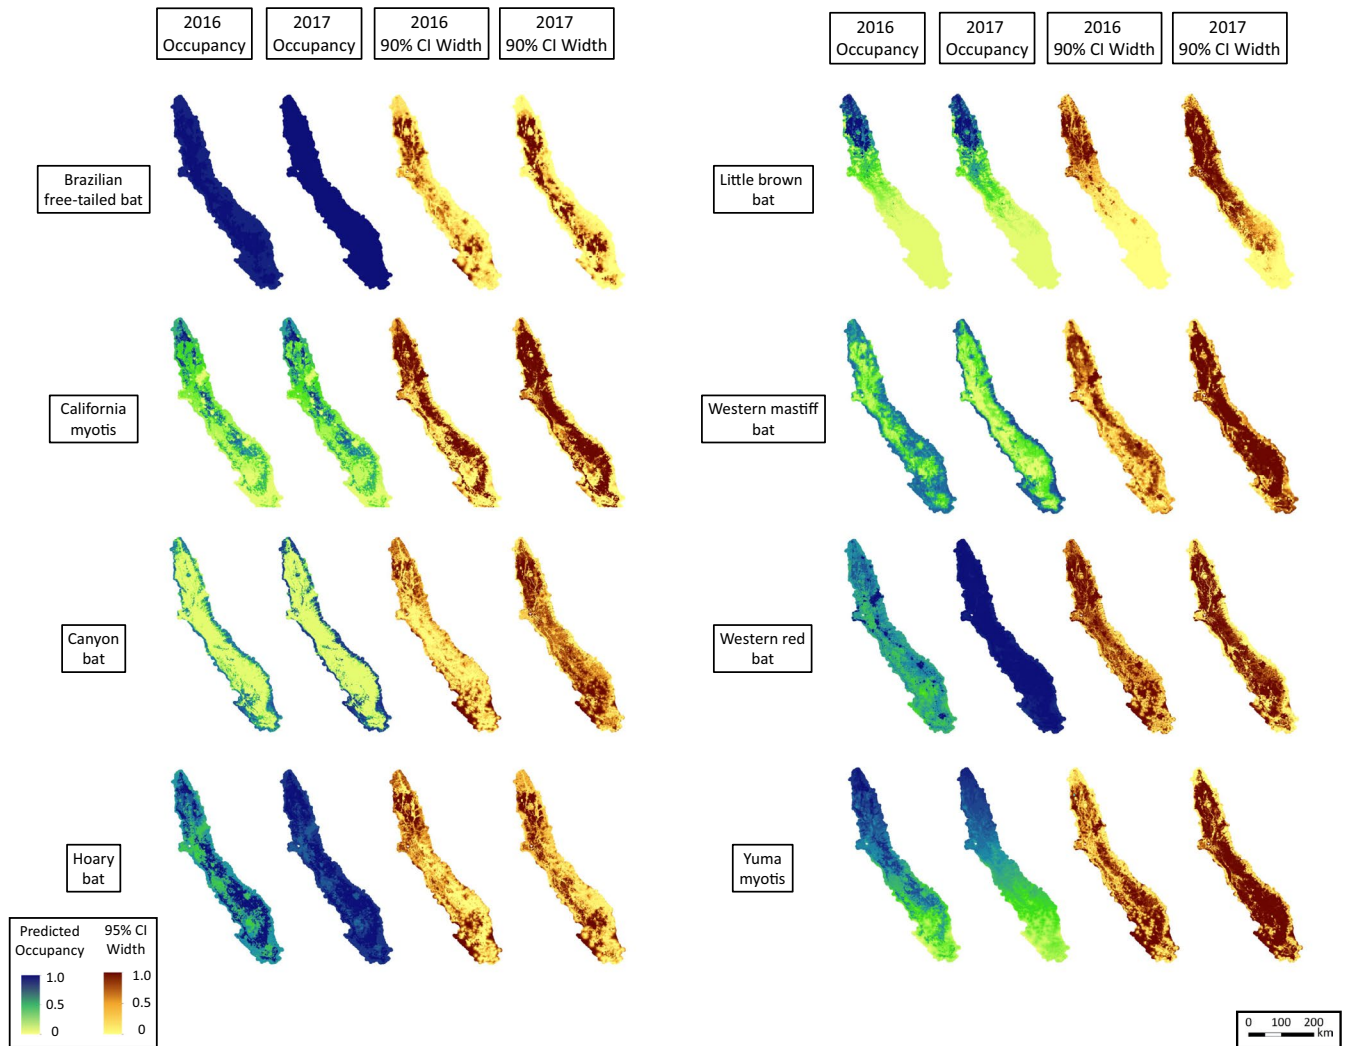 2016
Occupancy
2017
Occupancy
2016
90% CI Width
2017
90% CI Width
2016
Occupancy
2017
Occupancy
2016
90% CI Width
2017
90% CI Width
Brazilian
free-tailed bat
Little brown
bat
California
myotis
Western mastiff
bat
Canyon
bat
Western red
bat
Hoary
bat
Yuma
myotis
Predicted
Occupancy
95% CI
Width
1.0
0.5
0
1.0
0.5
0
0 100 200
km